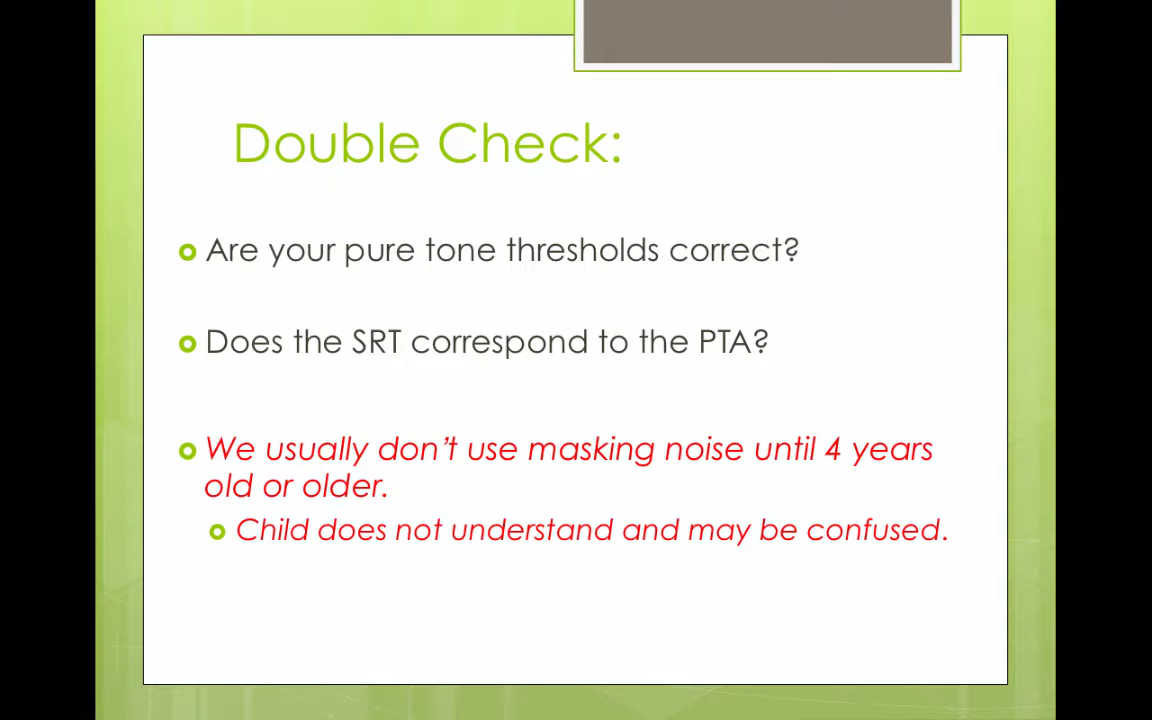 Double Check:
Are your pure tone thresholds correct?
Does the SRT correspond to the PTA?
We usually don’t use masking noise until 4 years
old or older.
Child does not understand and may be confused.